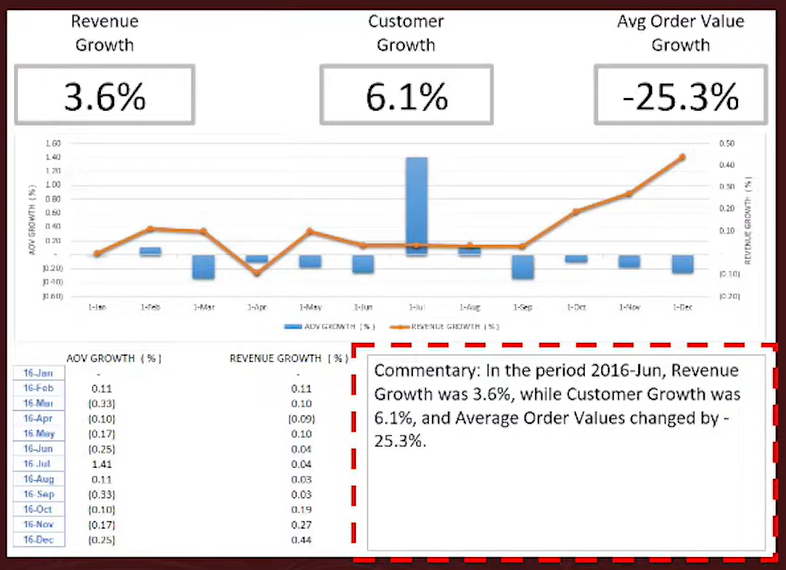 Revenue
Growth
Customer
Growth
Avg Order Value
Growth
3.6%
6.1%
-25.3%
1.60
1.40
1.20
1.00
0.80
0.60
0.40
0.20
-
(0.20)
(0.40)
(0.60)
AOV GROWTH (%)
0.50
0.40
0.30
0.20
0.10
-
(0.10)
(0.20)
REVENUE GROWTH (%)
1-Jan 1-Feb 1-Mar 1-Apr 1-May 1-Jun 1-Jul 1-Aug 1-Sep 1-Oct 1-Nov 1-Dec
AOV GROWTH (%) REVENUE GROWTH (%)
AOV GROWTH (%) REVENUE GROWTH (%)
16-Jan - -
16-Feb 0.11 0.11
16-Mar (0.33) 0.10
16-Apr (0.10) (0.09)
16-May (0.17) 0.10
16-Jun (0.25) 0.04
16-Jul 1.41 0.04
16-Aug 0.11 0.03
16-Sep (0.33) 0.03
16-Oct (0.10) 0.19
16-Nov (0.17) 0.27
16-Dec (0.25) 0.44
Commentary: In the period 2016-Jun, Revenue
Growth was 3.6%, while Customer Growth was
6.1%, and Average Order Values changed by -
25.3%.